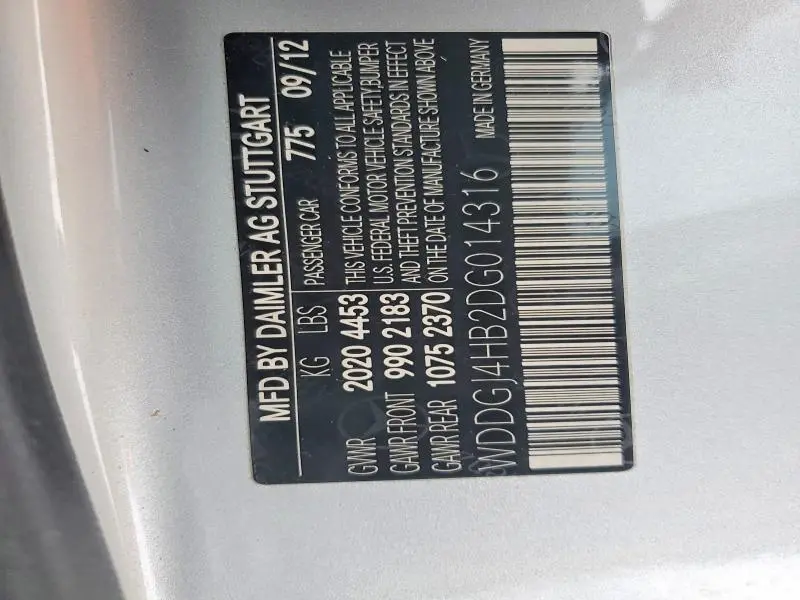 MFD BY DAIMLER AG STUTTGART
KG LBS PASSENGER CAR 775 09/12
GVWR 2020 4453 THIS VEHICLE CONFORMS TO ALL APPLICABLE
GAWR FRONT 990 2183 U.S. FEDERAL MOTOR VEHICLE SAFETY,BUMPER
AND THEFT PREVENTION STANDARDS IN EFFECT
GAWR REAR 1075 2370 ON THE DATE OF MANUFACTURE SHOWN ABOVE
WDDGJ4HB2DG014316 MADE IN GERMANY